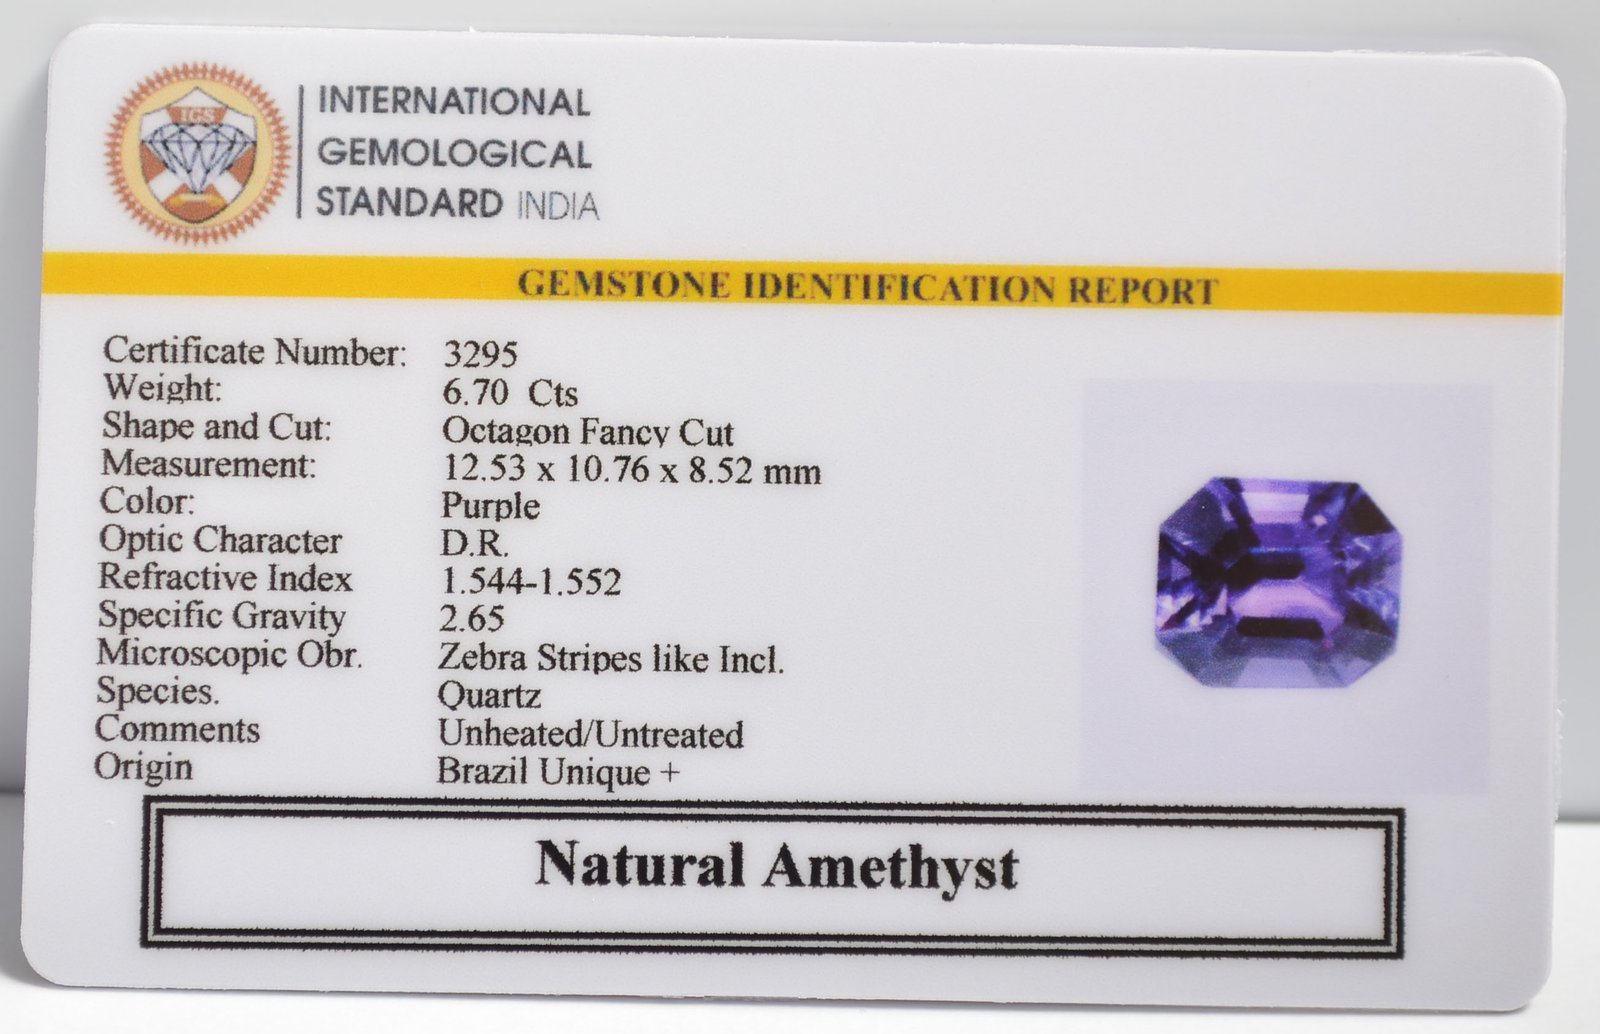 IGS
INTERNATIONAL
GEMOLOGICAL
STANDARD INDIA
GEMSTONE IDENTIFICATION REPORT
Certificate Number: 3295
Weight: 6.70 Cts
Shape and Cut: Octagon Fancy Cut
Measurement: 12.53 x 10.76 x 8.52 mm
Color: Purple
Optic Character D.R.
Refractive Index 1.544-1.552
Specific Gravity 2.65
Microscopic Obr. Zebra Stripes like Incl.
Species. Quartz
Comments Unheated/Untreated
Origin Brazil Unique +
Natural Amethyst